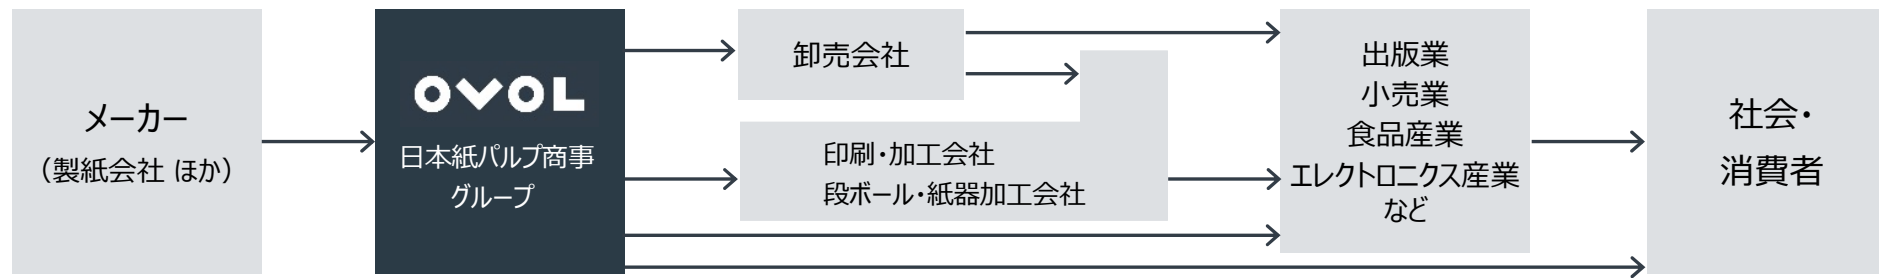 メーカー
（製紙会社 ほか）
OVOL
日本紙パルプ商事
グループ
卸売会社
印刷・加工会社
段ボール・紙器加工会社
出版業
小売業
食品産業
エレクトロニクス産業
など
社会・
消費者